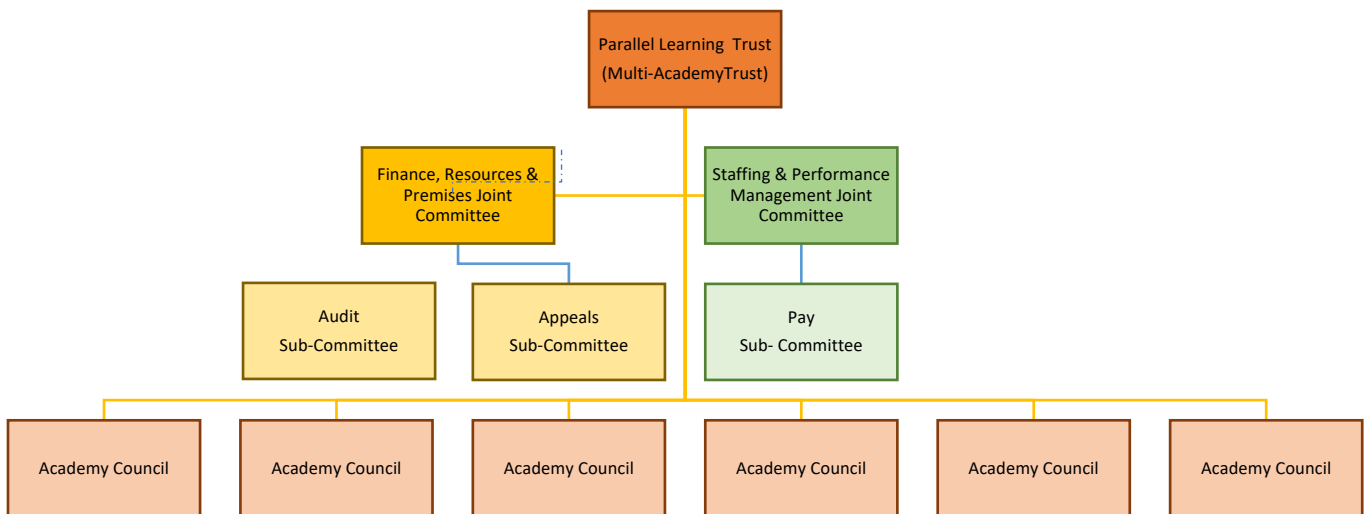 Parallel Learning  Trust
(Multi-AcademyTrust)
Finance, Resources &
Premises Joint
Committee
Staffing & Performance
Management Joint
Committee
Audit
Sub-Committee
Appeals
Sub-Committee
Pay
Sub- Committee
Academy Council
Academy Council
Academy Council
Academy Council
Academy Council
Academy Council